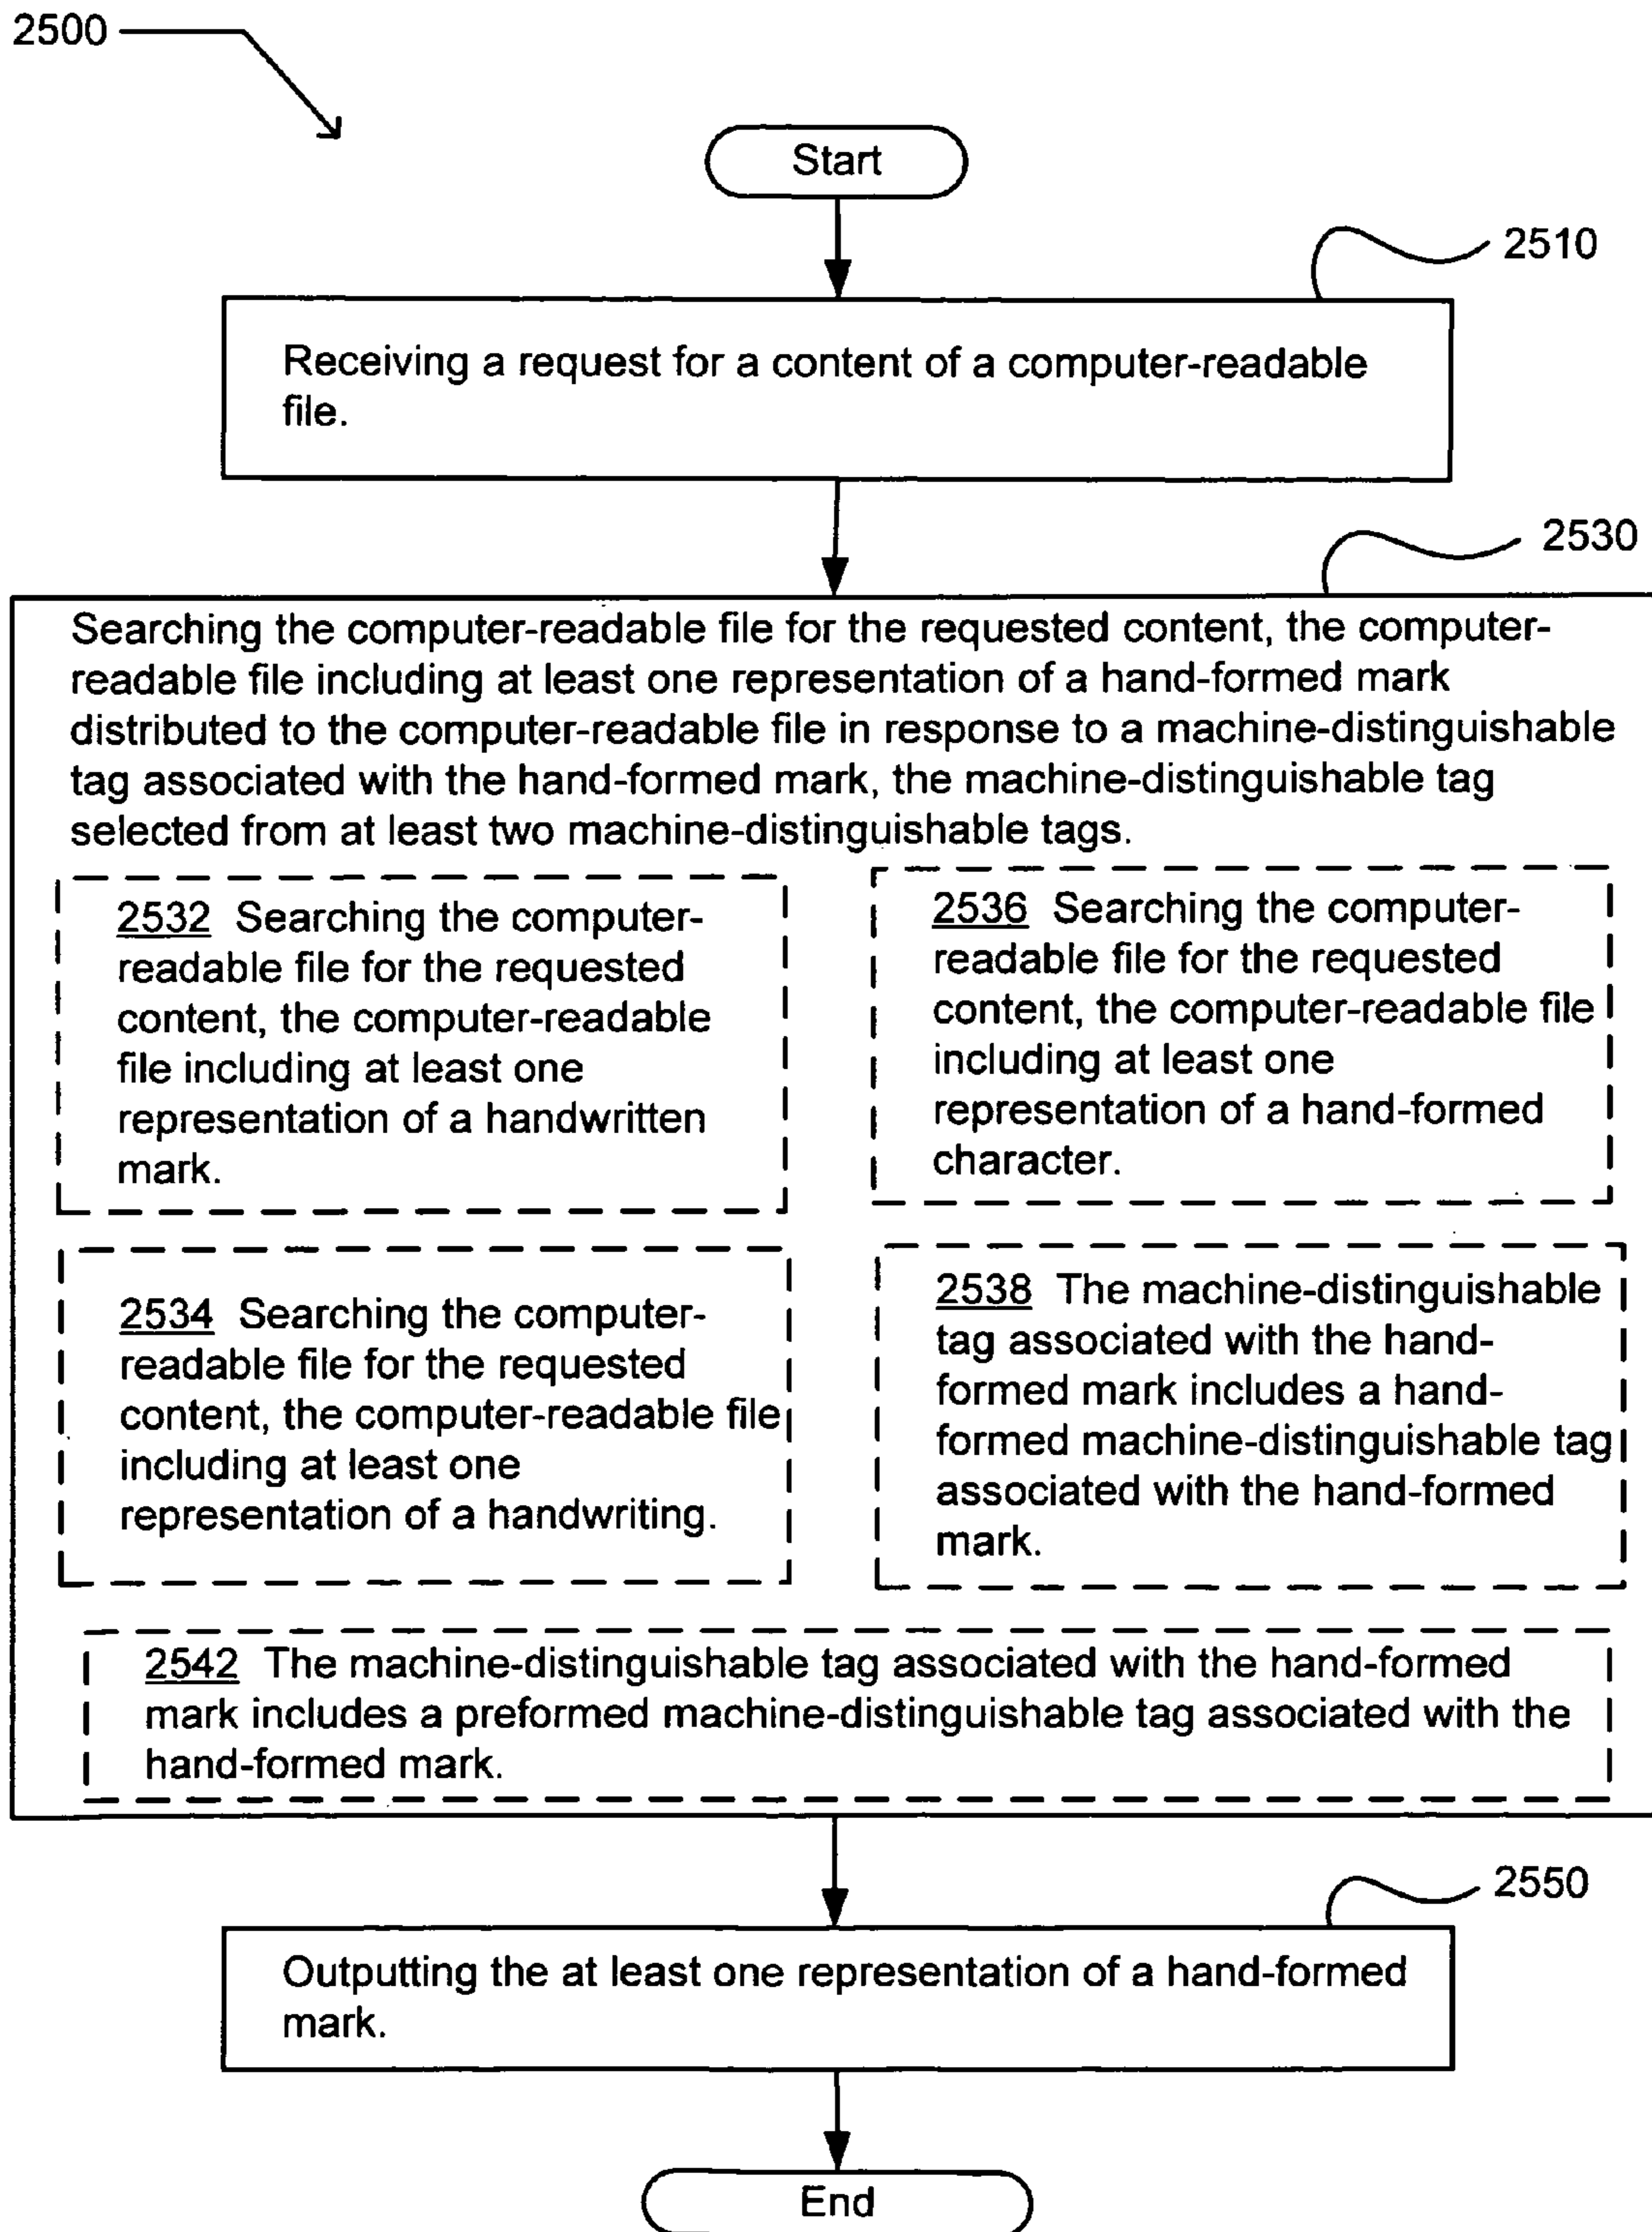 2500
Start
2510
Receiving a request for a content of a computer-readable
file.
2530
Searching the computer-readable file for the requested content, the computer-
readable file including at least one representation of a hand-formed mark
distributed to the computer-readable file in response to a machine-distinguishable
tag associated with the hand-formed mark, the machine-distinguishable tag
selected from at least two machine-distinguishable tags.
2532 Searching the computer-
readable file for the requested
content, the computer-readable
file including at least one
representation of a handwritten
mark.
2536 Searching the computer-
readable file for the requested
content, the computer-readable file
including at least one
representation of a hand-formed
character.
2534 Searching the computer-
readable file for the requested
content, the computer-readable file
including at least one
representation of a handwriting.
2538 The machine-distinguishable
tag associated with the hand-
formed mark includes a hand-
formed machine-distinguishable tag
associated with the hand-formed
mark.
2542 The machine-distinguishable tag associated with the hand-formed
mark includes a preformed machine-distinguishable tag associated with the
hand-formed mark.
2550
Outputting the at least one representation of a hand-formed
mark.
End